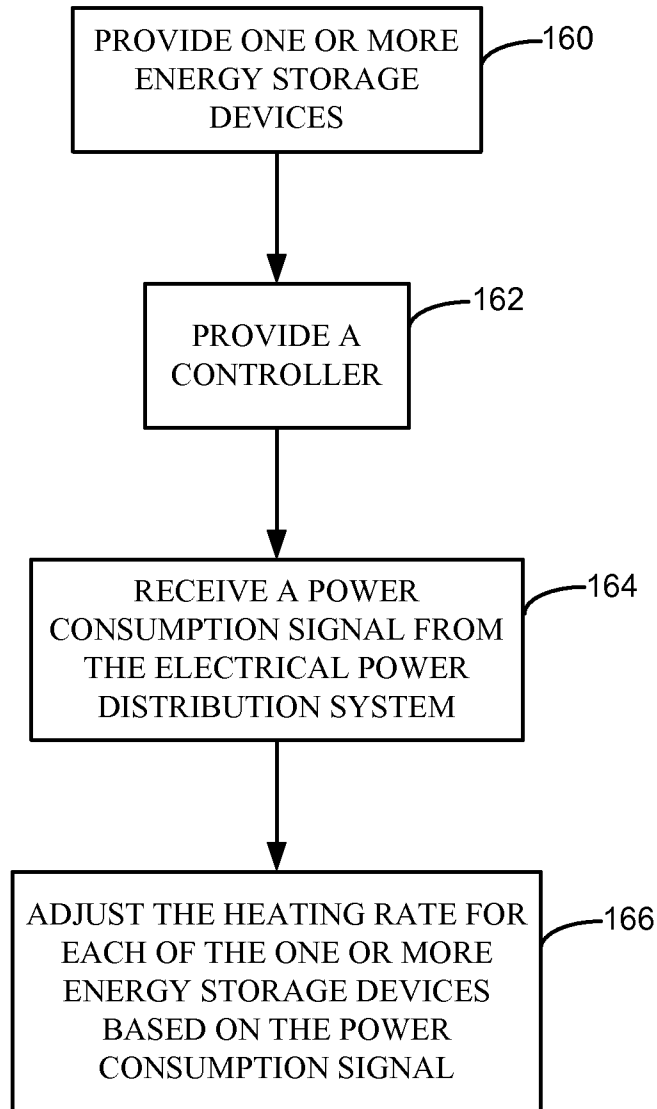 PROVIDE ONE OR MORE
ENERGY STORAGE
DEVICES
160
PROVIDE A
CONTROLLER
162
RECEIVE A POWER
CONSUMPTION SIGNAL FROM
THE ELECTRICAL POWER
DISTRIBUTION SYSTEM
164
ADJUST THE HEATING RATE FOR
EACH OF THE ONE OR MORE
ENERGY STORAGE DEVICES
BASED ON THE POWER
CONSUMPTION SIGNAL
166